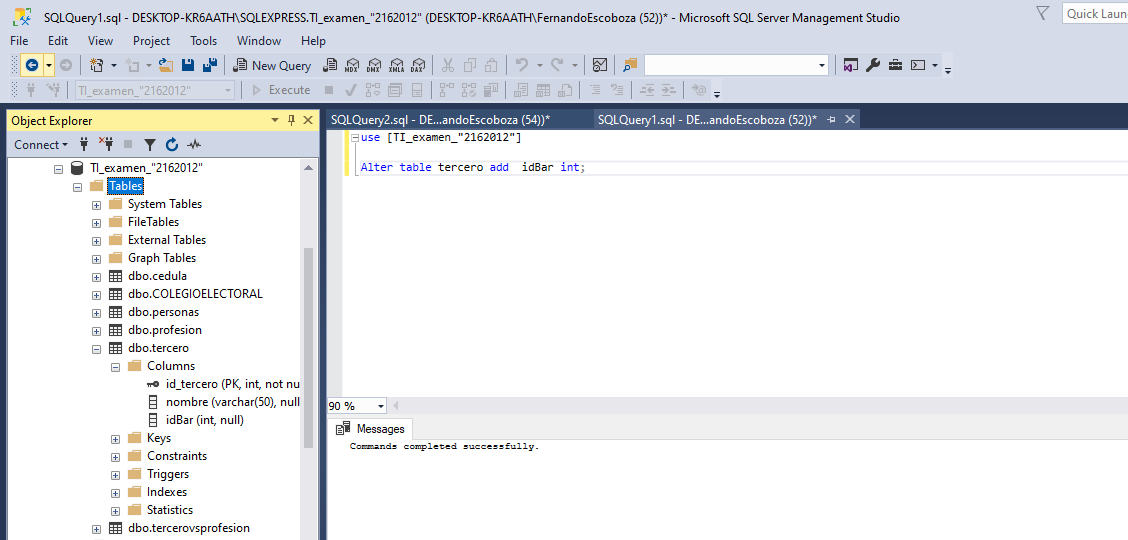 SQLQuery1.sql - DESKTOP-KR6AATH\SQLEXPRESS.TI_examen_"2162012" (DESKTOP-KR6AATH\FernandoEscoboza (52))* - Microsoft SQL Server Management Studio
Quick Laun
File Edit View Project Tools Window Help
New Query MDX DMX XMLA DAX
TI_examen_"2162012" Execute
Object Explorer
SQLQuery2.sql - DE...andoEscoboza (54))* SQLQuery1.sql - DE...andoEscoboza (52))*
Connect
TI_examen_"2162012"
Tables
System Tables
FileTables
External Tables
Graph Tables
dbo.cedula
dbo.COLEGIOELECTORAL
dbo.personas
dbo.profesion
dbo.tercero
Columns
id_tercero (PK, int, not nu
nombre (varchar(50), null
idBar (int, null)
Keys
Constraints
Triggers
Indexes
Statistics
dbo.tercerovsprofesion
use [TI_examen_"2162012"]
Alter table tercero add  idBar int;
90 %
Messages
Commands completed successfully.